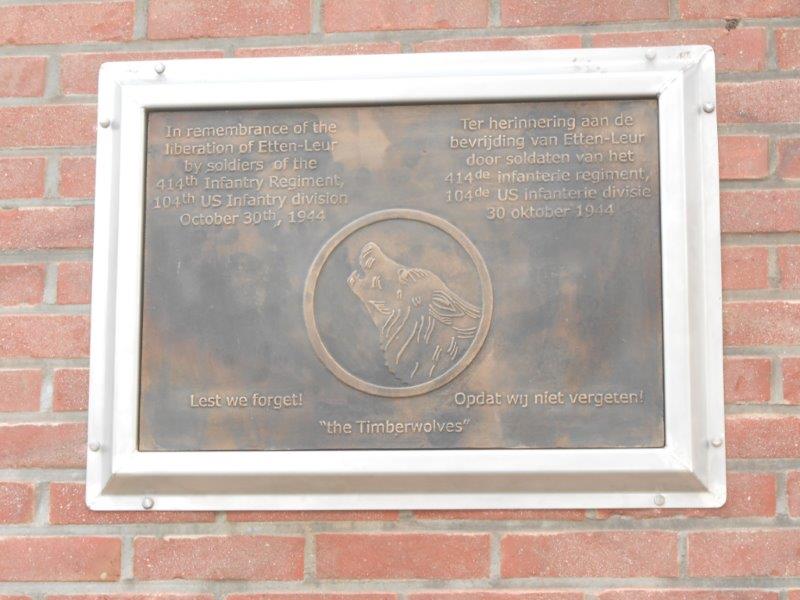 In remembrance of the
liberation of Etten-Leur
by soldiers of the
414th Infantry Regiment,
104th US Infantry division
October 30th, 1944
Ter herinnering aan de
bevrijding van Etten-Leur
door soldaten van het
414de infanterie regiment,
104de US infanterie divisie
30 oktober 1944
Lest we forget!
Opdat wij niet vergeten!
"the Timberwolves"